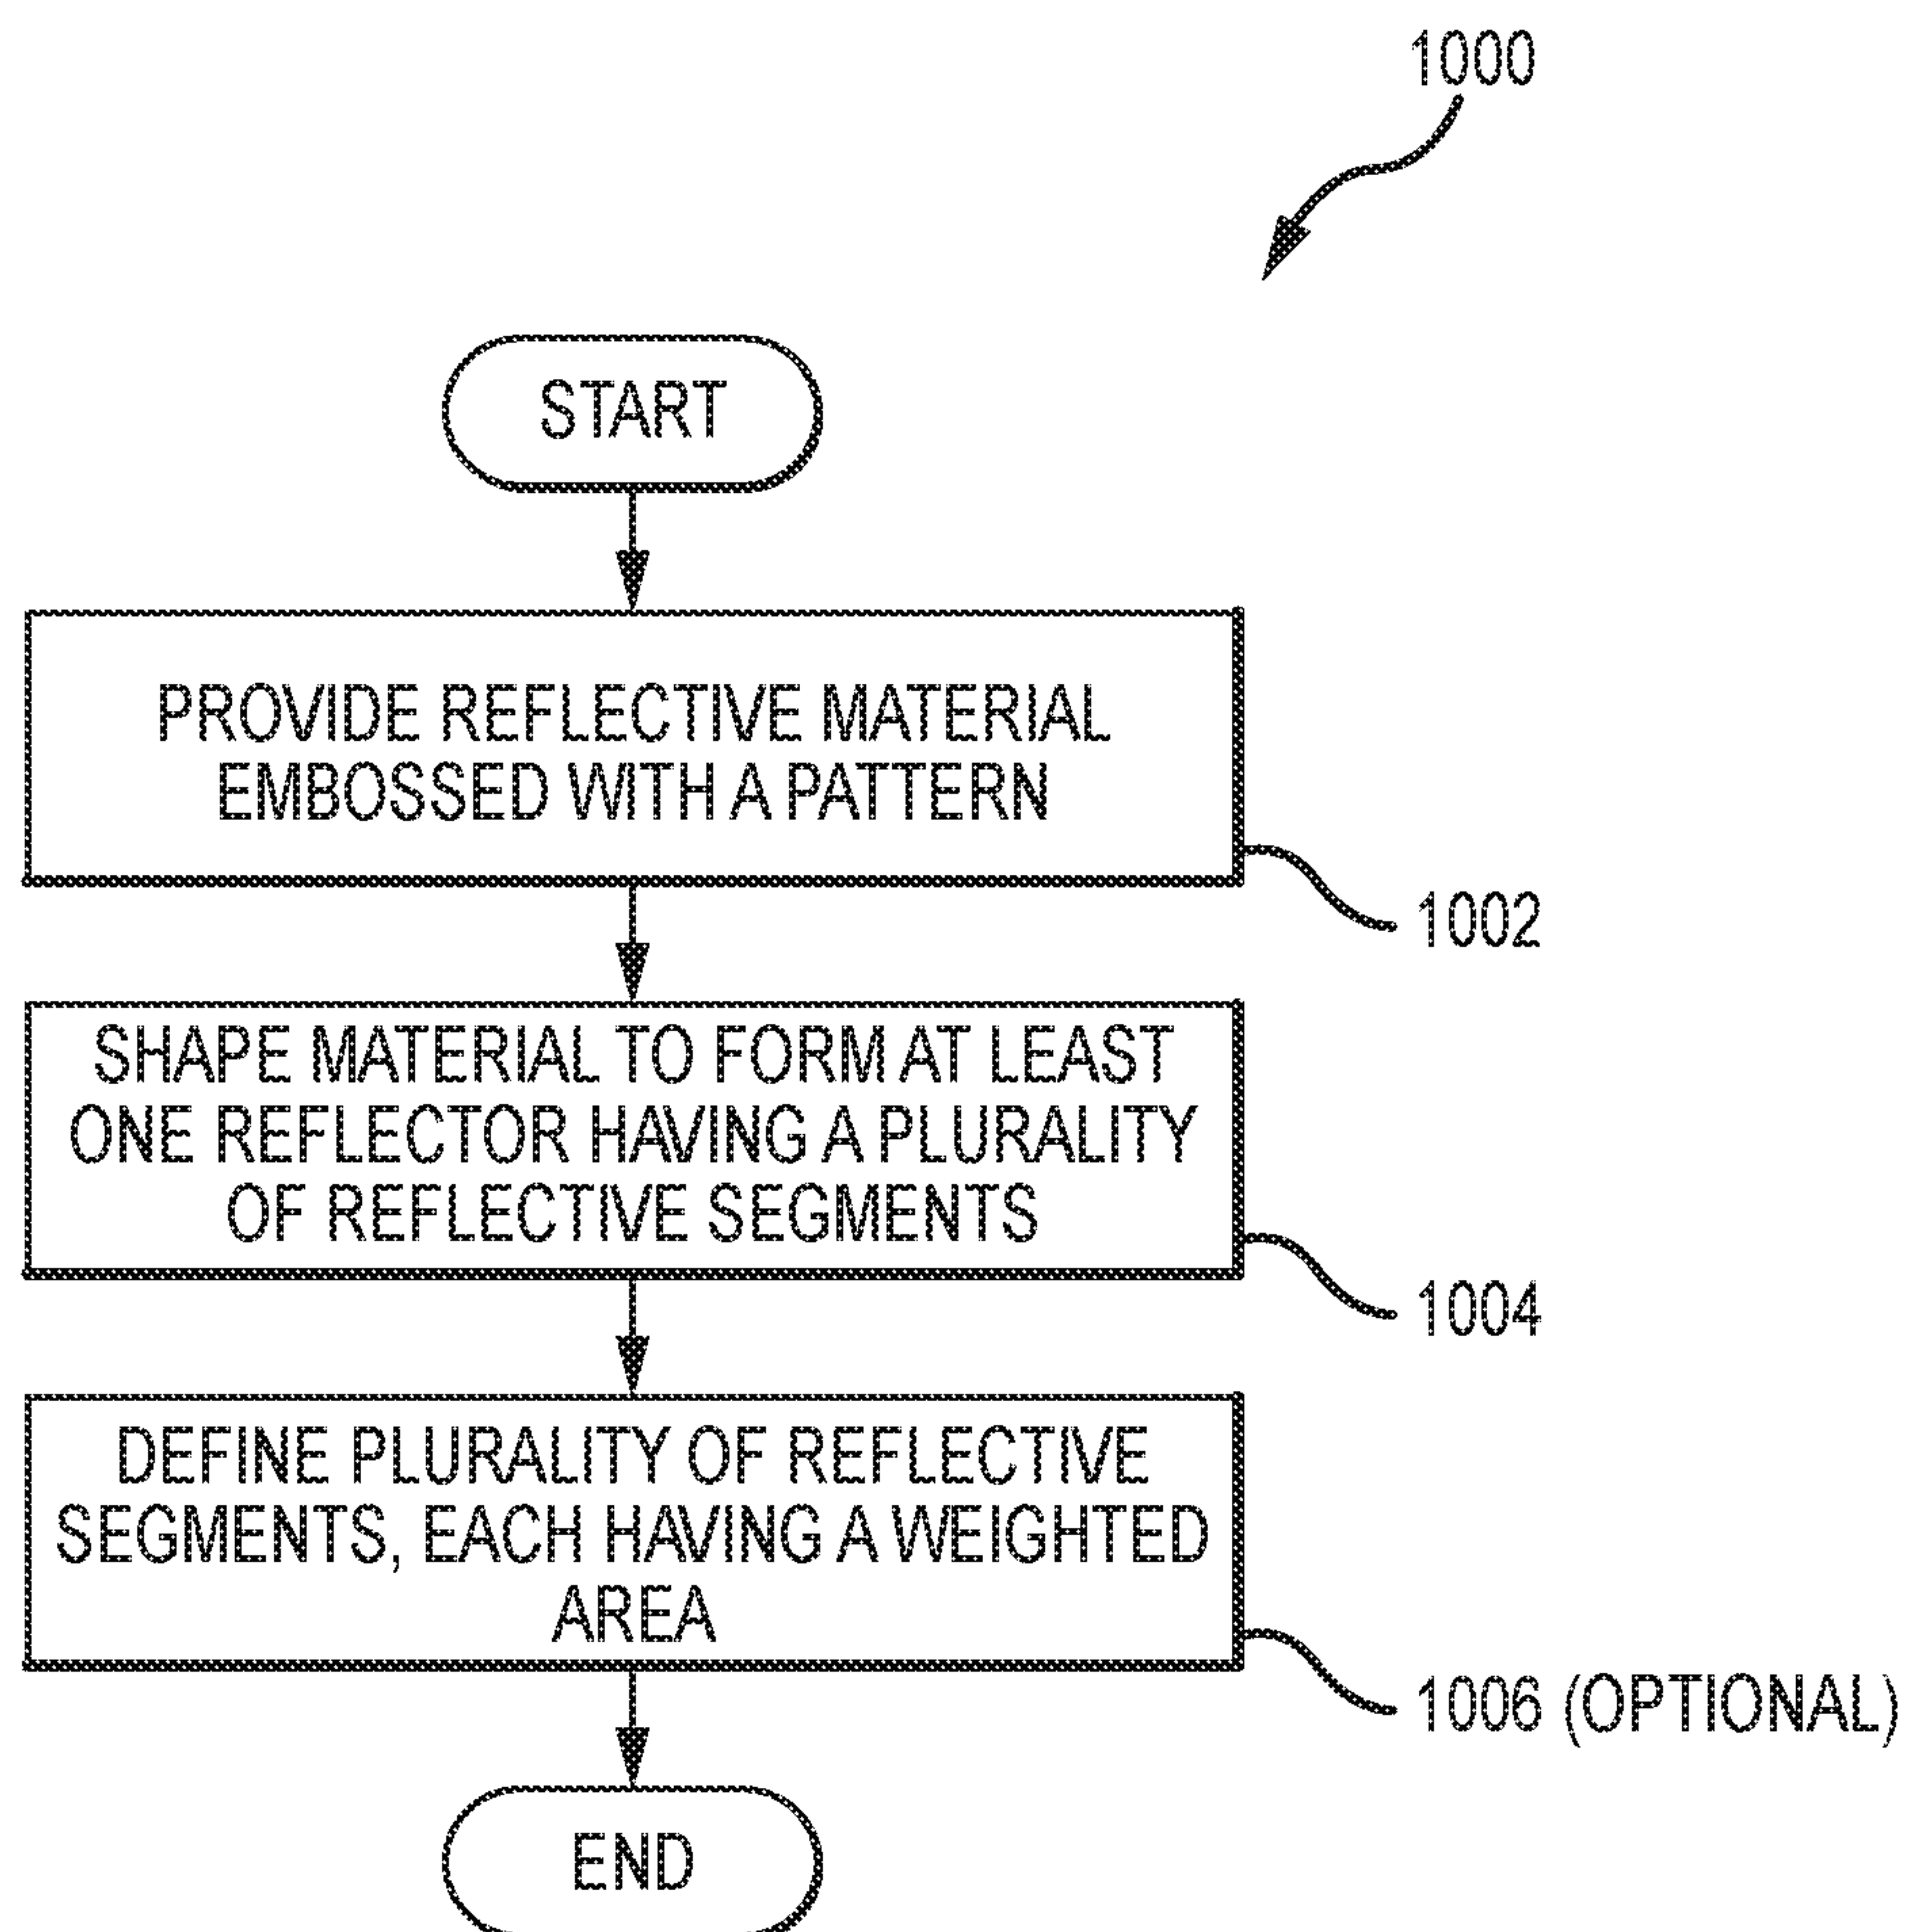 1000
START
PROVIDE REFLECTIVE MATERIAL
EMBOSSED WITH A PATTERN
1002
SHAPE MATERIAL TO FORM AT LEAST
ONE REFLECTOR HAVING A PLURALITY
OF REFLECTIVE SEGMENTS
1004
DEFINE PLURALITY OF REFLECTIVE
SEGMENTS, EACH HAVING A WEIGHTED
AREA
1006 (OPTIONAL)
END